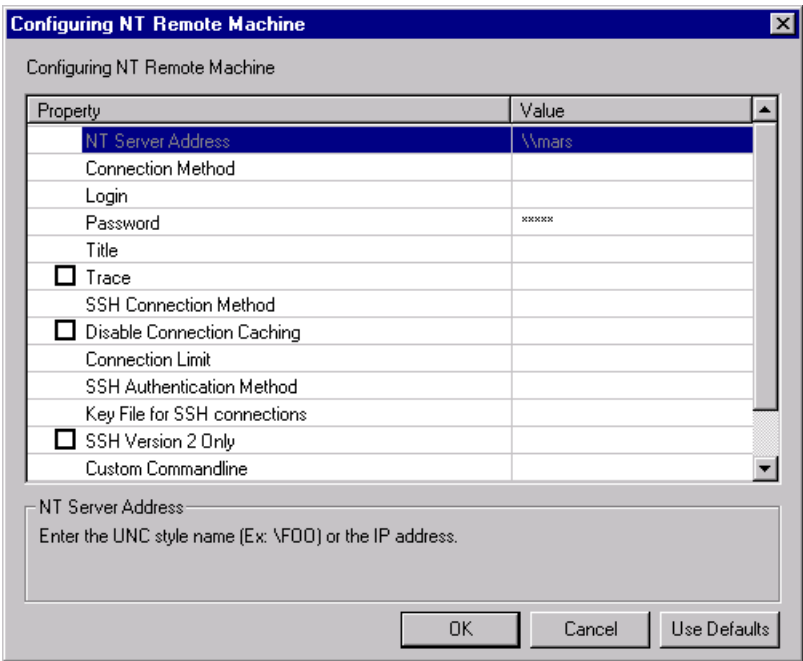 Configuring NT Remote Machine
Configuring NT Remote Machine
Property Value
NT Server Address \\mars
Connection Method
Login
Password *****
Title
Trace
SSH Connection Method
Disable Connection Caching
Connection Limit
SSH Authentication Method
Key File for SSH connections
SSH Version 2 Only
Custom Commandline
NT Server Address
Enter the UNC style name (Ex: \FOO) or the IP address.
OK Cancel Use Defaults